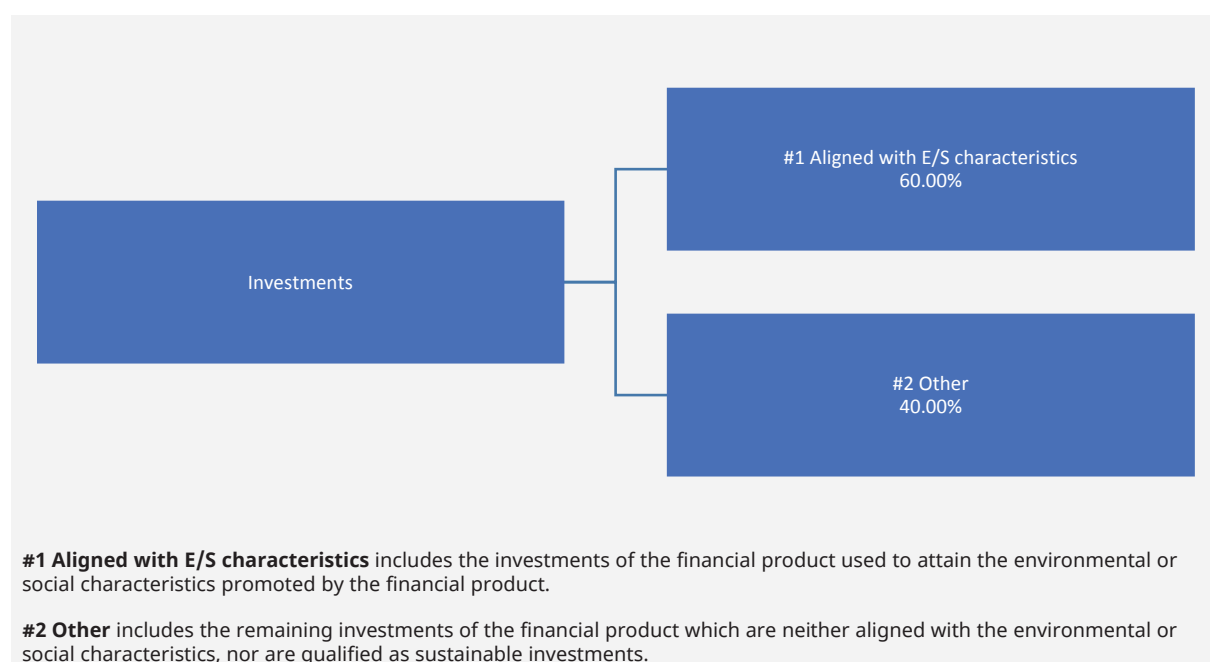 #1 Aligned with E/S characteristics
60.00%
Investments
#2 Other
40.00%
#1 Aligned with E/S characteristics includes the investments of the financial product used to attain the environmental or
social characteristics promoted by the financial product.
#2 Other includes the remaining investments of the financial product which are neither aligned with the environmental or
social characteristics, nor are qualified as sustainable investments.